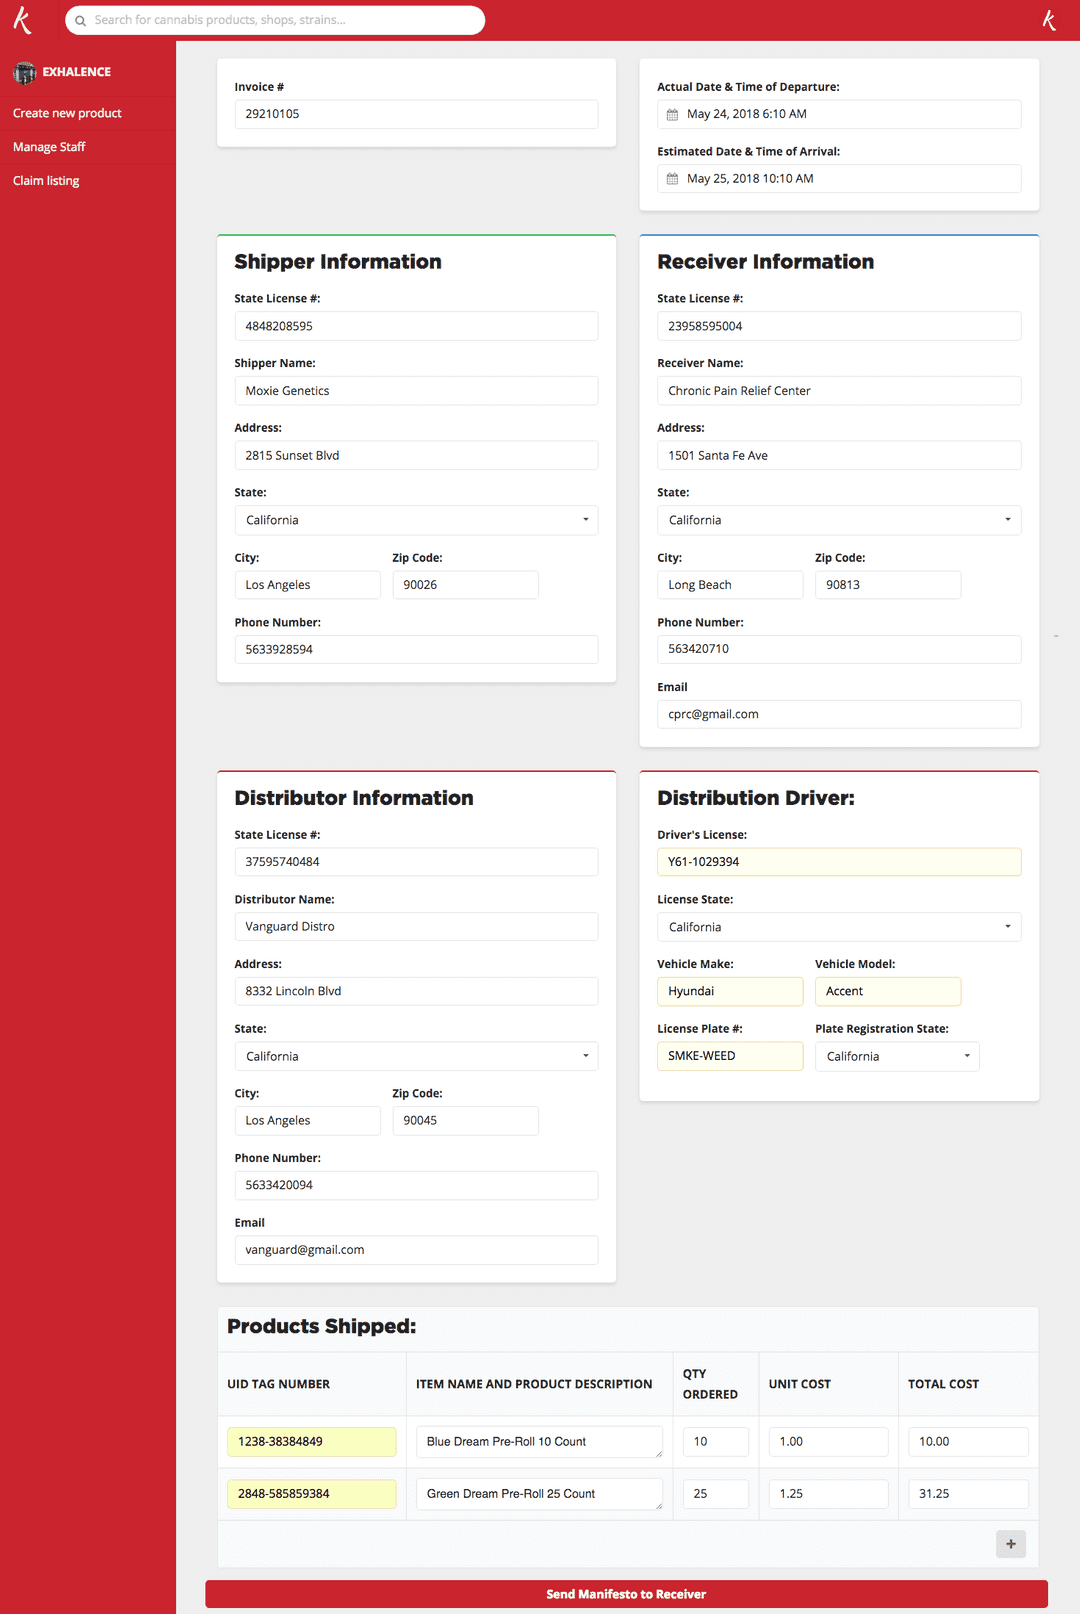 Search for cannabis products, shops, strains...
EXHALENCE
Create new product
Manage Staff
Claim listing
Invoice #
29210105
Actual Date & Time of Departure:
May 24, 2018 6:10 AM
Estimated Date & Time of Arrival:
May 25, 2018 10:10 AM
Shipper Information
State License #:
4848208595
Shipper Name:
Moxie Genetics
Address:
2815 Sunset Blvd
State:
California
City: Zip Code:
Los Angeles 90026
Phone Number:
5633928594
Receiver Information
State License #:
23958595004
Receiver Name:
Chronic Pain Relief Center
Address:
1501 Santa Fe Ave
State:
California
City: Zip Code:
Long Beach 90813
Phone Number:
563420710
Email
cprc@gmail.com
Distributor Information
State License #:
37595740484
Distributor Name:
Vanguard Distro
Address:
8332 Lincoln Blvd
State:
California
City: Zip Code:
Los Angeles 90045
Phone Number:
5633420094
Email
vanguard@gmail.com
Distribution Driver:
Driver's License:
Y61-1029394
License State:
California
Vehicle Make: Vehicle Model:
Hyundai Accent
License Plate #: Plate Registration State:
SMKE-WEED California
Products Shipped:
UID TAG NUMBER ITEM NAME AND PRODUCT DESCRIPTION QTY ORDERED UNIT COST TOTAL COST
1238-38384849 Blue Dream Pre-Roll 10 Count 10 1.00 10.00
2848-585859384 Green Dream Pre-Roll 25 Count 25 1.25 31.25
+
Send Manifesto to Receiver